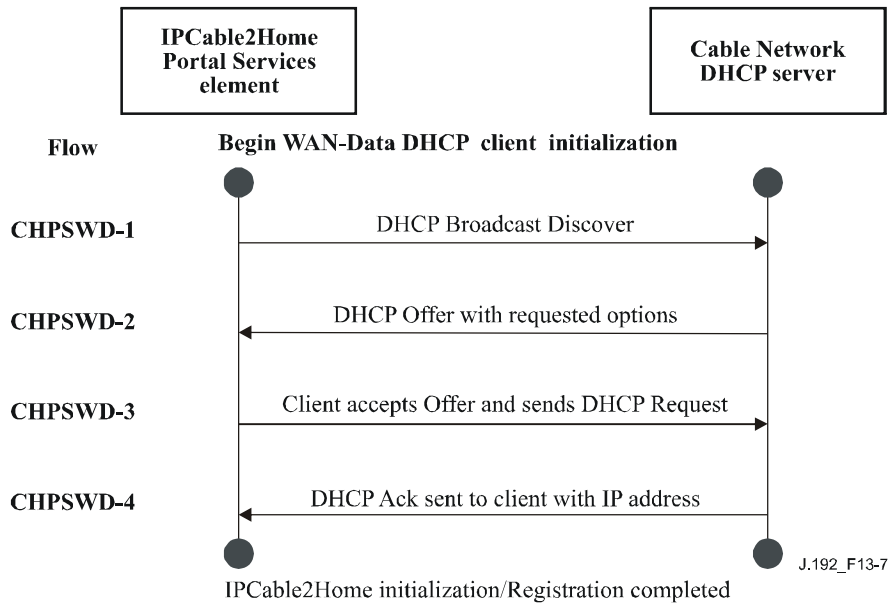 IPCable2Home
Portal Services
element
Cable Network
DHCP server
Flow
Begin WAN-Data DHCP client initialization
CHPSWD-1
DHCP Broadcast Discover
CHPSWD-2
DHCP Offer with requested options
CHPSWD-3
Client accepts Offer and sends DHCP Request
CHPSWD-4
DHCP Ack sent to client with IP address
J.192_F13-7
IPCable2Home initialization/Registration completed